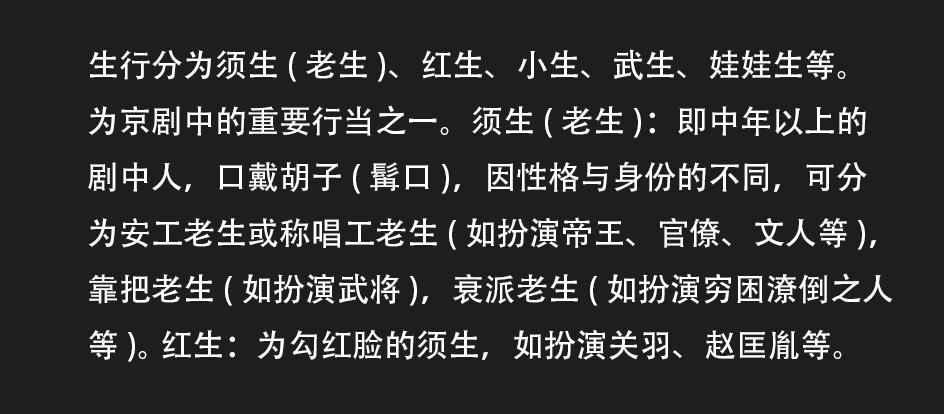 生行分为须生(老生)、红生、小生、武生、娃娃生等。
为京剧中的重要行当之一。须生(老生)：即中年以上的
剧中人，口戴胡子(髯口)，因性格与身份的不同，可分
为安工老生或称唱工老生(如扮演帝王、官僚、文人等)，
靠把老生(如扮演武将)，衰派老生(如扮演穷困潦倒之人
等)。红生：为勾红脸的须生，如扮演关羽、赵匡胤等。